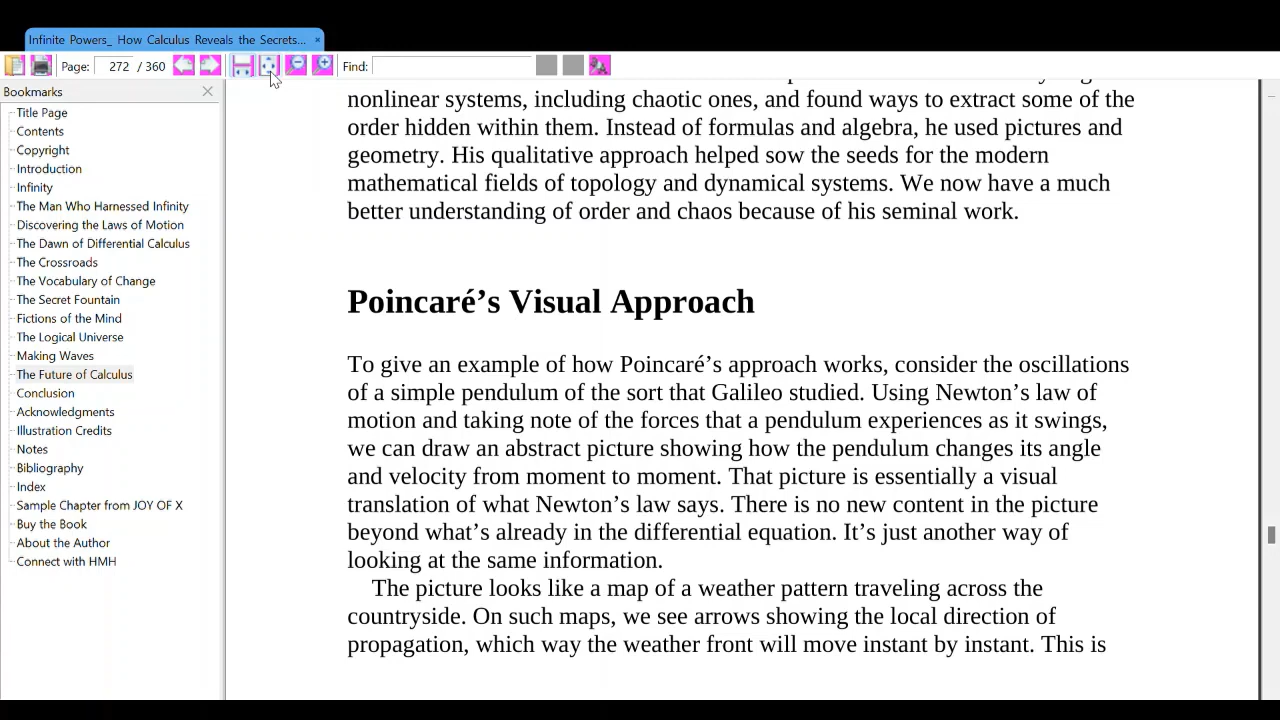 Infinite Powers_ How Calculus Reveals the Secrets... ×
Page: 272 / 360 Find:
Bookmarks
Title Page
Contents
Copyright
Introduction
Infinity
The Man Who Harnessed Infinity
Discovering the Laws of Motion
The Dawn of Differential Calculus
The Crossroads
The Vocabulary of Change
The Secret Fountain
Fictions of the Mind
The Logical Universe
Making Waves
The Future of Calculus
Conclusion
Acknowledgments
Illustration Credits
Notes
Bibliography
Index
Sample Chapter from JOY OF X
Buy the Book
About the Author
Connect with HMH
nonlinear systems, including chaotic ones, and found ways to extract some of the
order hidden within them. Instead of formulas and algebra, he used pictures and
geometry. His qualitative approach helped sow the seeds for the modern
mathematical fields of topology and dynamical systems. We now have a much
better understanding of order and chaos because of his seminal work.
Poincaré’s Visual Approach
To give an example of how Poincaré’s approach works, consider the oscillations
of a simple pendulum of the sort that Galileo studied. Using Newton’s law of
motion and taking note of the forces that a pendulum experiences as it swings,
we can draw an abstract picture showing how the pendulum changes its angle
and velocity from moment to moment. That picture is essentially a visual
translation of what Newton’s law says. There is no new content in the picture
beyond what’s already in the differential equation. It’s just another way of
looking at the same information.
The picture looks like a map of a weather pattern traveling across the
countryside. On such maps, we see arrows showing the local direction of
propagation, which way the weather front will move instant by instant. This is